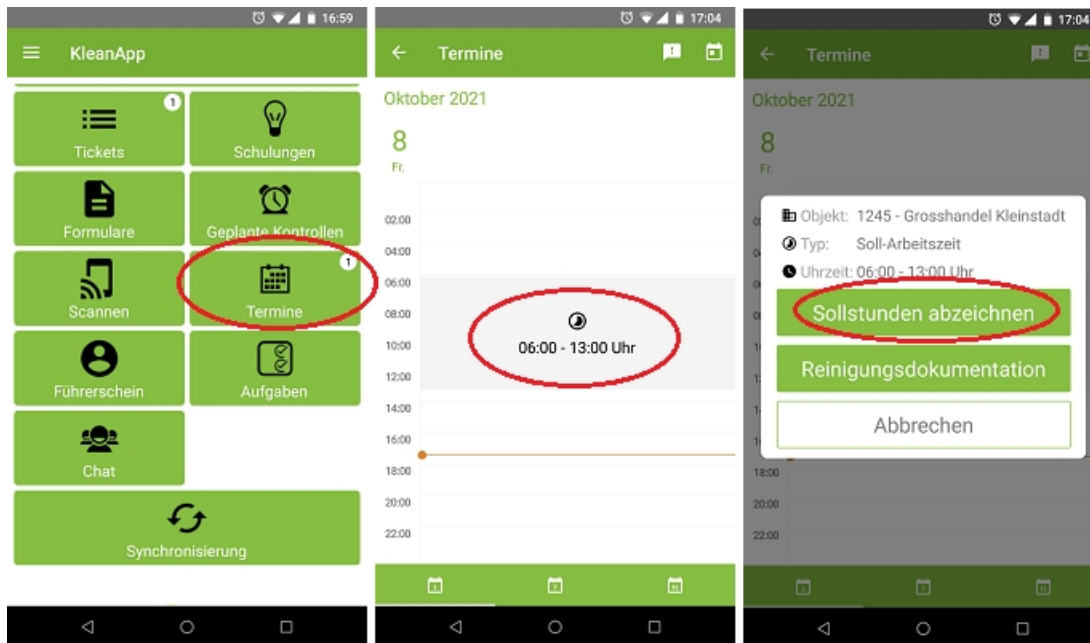 16:59
KleanApp
1
Tickets
Schulungen
Formulare
Geplante Kontrollen
1
Scannen
Termine
Führerschein
Aufgaben
Chat
Synchronisierung
17:04
Termine
Oktober 2021
8
Fr.
02:00
04:00
06:00
08:00
10:00
12:00
14:00
16:00
18:00
20:00
22:00
06:00 - 13:00 Uhr
17:04
Termine
Oktober 2021
8
Fr.
Objekt: 1245 - Grosshandel Kleinstadt
Typ: Soll-Arbeitszeit
Uhrzeit: 06:00 - 13:00 Uhr
Sollstunden abzeichnen
Reinigungsdokumentation
Abbrechen
18:00
20:00
22:00